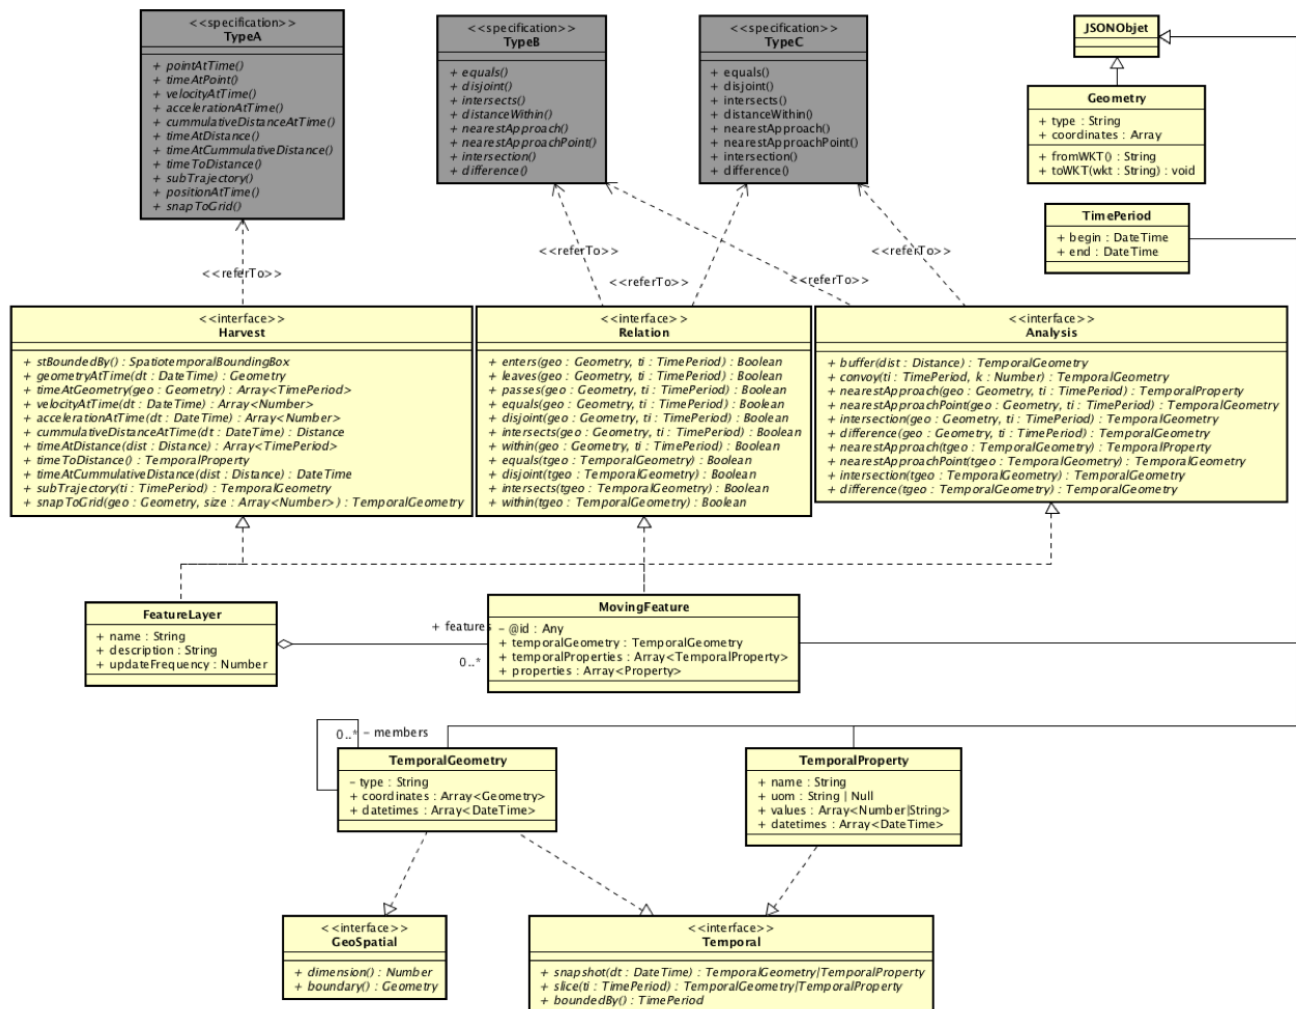 <<specification>>
TypeA
+ pointAtTime()
+ timeAtPoint()
+ velocityAtTime()
+ accelerationAtTime()
+ cummulativeDistanceAtTime()
+ timeAtDistance()
+ timeAtCummulativeDistance()
+ timeToDistance()
+ subTrajectory()
+ positionAtTime()
+ snapToGrid()
<<specification>>
TypeB
+ equals()
+ disjoint()
+ intersects()
+ distanceWithin()
+ nearestApproach()
+ nearestApproachPoint()
+ intersection()
+ difference()
<<specification>>
TypeC
+ equals()
+ disjoint()
+ intersects()
+ distanceWithin()
+ nearestApproach()
+ nearestApproachPoint()
+ intersection()
+ difference()
JSONObjet
Geometry
+ type : String
+ coordinates : Array
+ fromWKT() : String
+ toWKT(wkt : String) : void
TimePeriod
+ begin : DateTime
+ end : DateTime
<<referTo>>
<<referTo>>
<<referTo>>
<<referTo>>
<<referTo>>
<<interface>>
Harvest
+ stBoundedBy() : SpatiotemporalBoundingBox
+ geometryAtTime(dt : DateTime) : Geometry
+ timeAtGeometry(geo : Geometry) : Array<TimePeriod>
+ velocityAtTime(dt : DateTime) : Array<Number>
+ accelerationAtTime(dt : DateTime) : Array<Number>
+ cummulativeDistanceAtTime(dt : DateTime) : Distance
+ timeAtDistance(dist : Distance) : Array<TimePeriod>
+ timeToDistance() : TemporalProperty
+ timeAtCummulativeDistance(dist : Distance) : DateTime
+ subTrajectory(ti : TimePeriod) : TemporalGeometry
+ snapToGrid(geo : Geometry, size : Array<Number>) : TemporalGeometry
<<interface>>
Relation
+ enters(geo : Geometry, ti : TimePeriod) : Boolean
+ leaves(geo : Geometry, ti : TimePeriod) : Boolean
+ passes(geo : Geometry, ti : TimePeriod) : Boolean
+ equals(geo : Geometry, ti : TimePeriod) : Boolean
+ disjoint(geo : Geometry, ti : TimePeriod) : Boolean
+ intersects(geo : Geometry, ti : TimePeriod) : Boolean
+ within(geo : Geometry, ti : TimePeriod) : Boolean
+ equals(tgeo : TemporalGeometry) : Boolean
+ disjoint(tgeo : TemporalGeometry) : Boolean
+ intersects(tgeo : TemporalGeometry) : Boolean
+ within(tgeo : TemporalGeometry) : Boolean
<<interface>>
Analysis
+ buffer(dist : Distance) : TemporalGeometry
+ convoy(ti : TimePeriod, k : Number) : TemporalGeometry
+ nearestApproach(geo : Geometry, ti : TimePeriod) : TemporalProperty
+ nearestApproachPoint(geo : Geometry, ti : TimePeriod) : TemporalGeometry
+ intersection(geo : Geometry, ti : TimePeriod) : TemporalGeometry
+ difference(geo : Geometry, ti : TimePeriod) : TemporalGeometry
+ nearestApproach(tgeo : TemporalGeometry) : TemporalProperty
+ nearestApproachPoint(tgeo : TemporalGeometry) : TemporalGeometry
+ intersection(tgeo : TemporalGeometry) : TemporalGeometry
+ difference(tgeo : TemporalGeometry) : TemporalGeometry
FeatureLayer
+ name : String
+ description : String
+ updateFrequency : Number
+ features
0..*
MovingFeature
- @id : Any
+ temporalGeometry : TemporalGeometry
+ temporalProperties : Array<TemporalProperty>
+ properties : Array<Property>
0..* - members
TemporalGeometry
- type : String
+ coordinates : Array<Geometry>
+ datetimes : Array<DateTime>
TemporalProperty
+ name : String
+ uom : String | Null
+ values : Array<Number|String>
+ datetimes : Array<DateTime>
<<interface>>
GeoSpatial
+ dimension() : Number
+ boundary() : Geometry
<<interface>>
Temporal
+ snapshot(dt : DateTime) : TemporalGeometry|TemporalProperty
+ slice(ti : TimePeriod) : TemporalGeometry|TemporalProperty
+ boundedBy() : TimePeriod